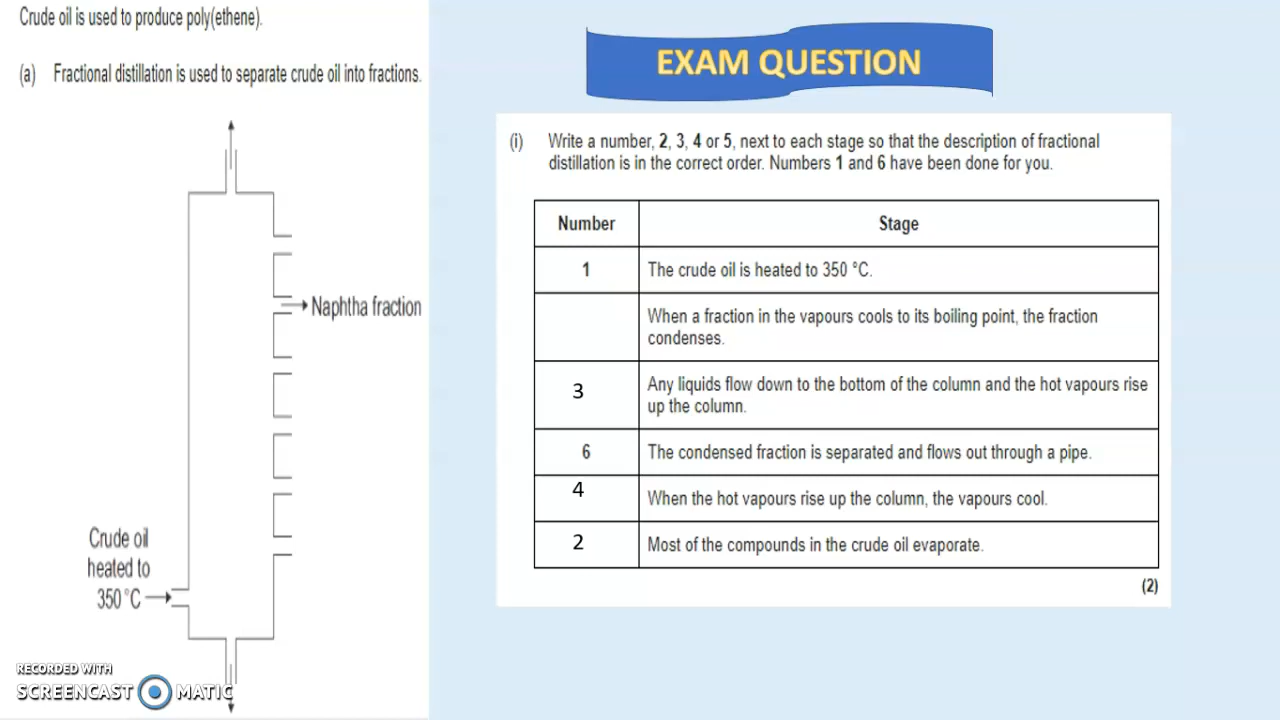 Crude oil is used to produce poly(ethene).
(a) Fractional distillation is used to separate crude oil into fractions.
Naphtha fraction
Crude oil
heated to
350 °C
RECORDED WITH
SCREENCAST MATIC
EXAM QUESTION
(i) Write a number, 2, 3, 4 or 5, next to each stage so that the description of fractional
distillation is in the correct order. Numbers 1 and 6 have been done for you.
Number Stage
1 The crude oil is heated to 350 °C.
When a fraction in the vapours cools to its boiling point, the fraction
condenses.
3 Any liquids flow down to the bottom of the column and the hot vapours rise
up the column.
6 The condensed fraction is separated and flows out through a pipe.
4 When the hot vapours rise up the column, the vapours cool.
2 Most of the compounds in the crude oil evaporate.
(2)